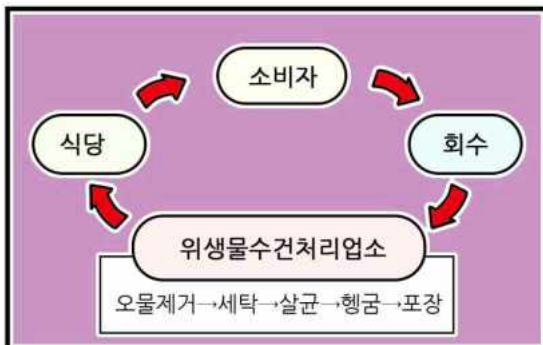 소비자
식당
회수
위생물수건처리업소
오물제거→세탁→살균→헹굼→포장